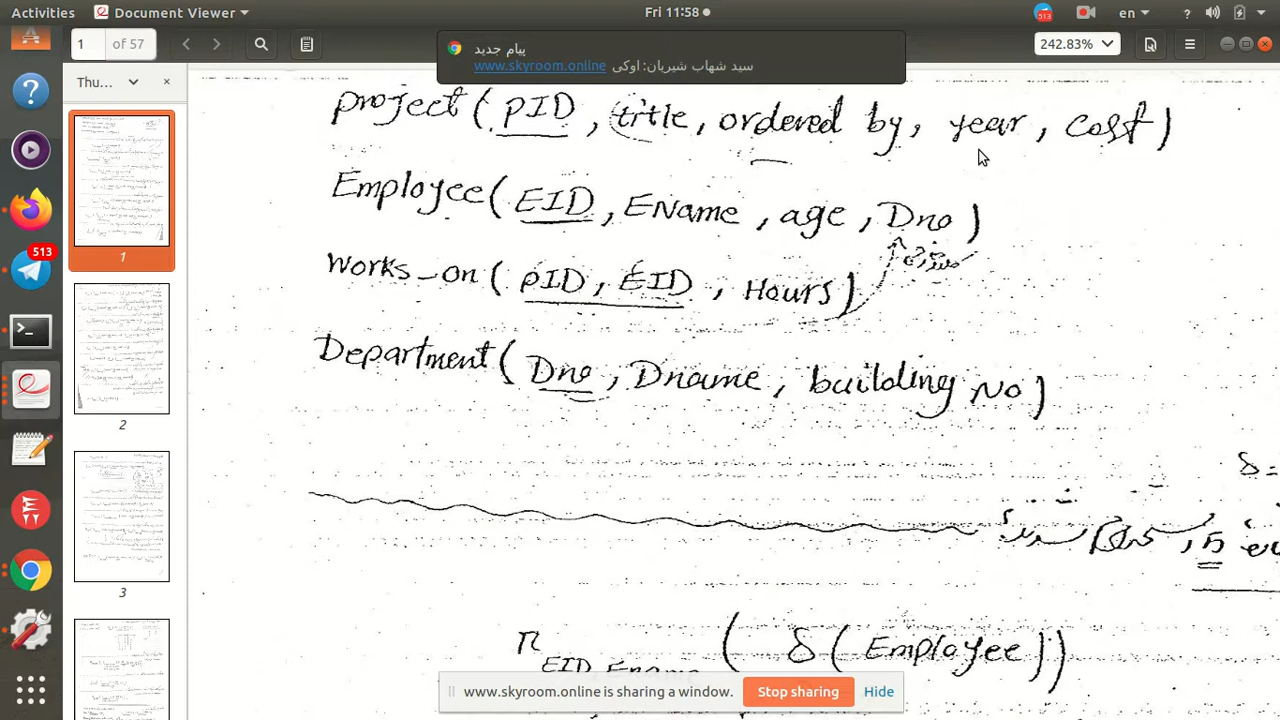 Activities Document Viewer Fri 11:58 513 en
1 of 57 242.83%
پیام جدید
www.skyroom.online سید شهاب شیریان: اوکی
Thu...
1
2
3
513
project ( PID , title , ordered by , year , cost )
Employee ( EID , EName , age , Dno )
Works-on ( PID , EID , Hours )
Department ( Dno , Dname , building No )
δ =
π EID, Ename ( δ ( Employee ) )
www.skyroom.online is sharing a window. Stop sharing Hide